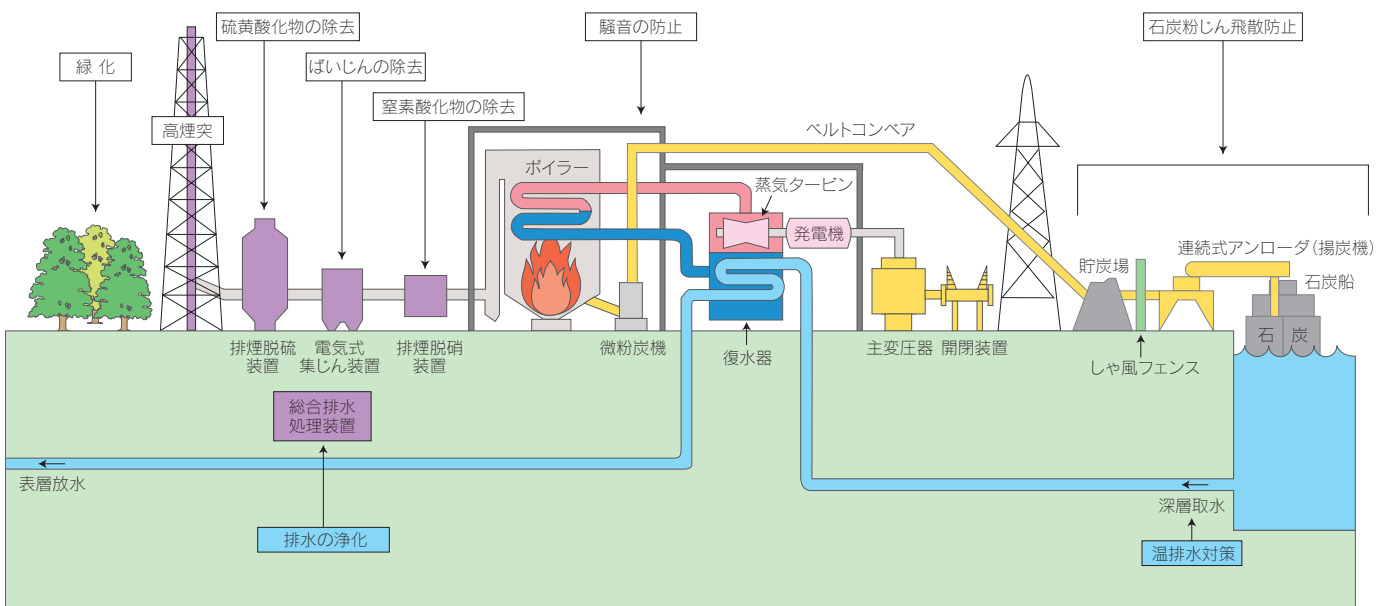 硫黄酸化物の除去
騒音の防止
石炭粉じん飛散防止
緑 化
ばいじんの除去
窒素酸化物の除去
高煙突
ベルトコンベア
ボイラー
蒸気タービン
発電機
連続式アンローダ(揚炭機)
貯炭場
石炭船
石 炭
排煙脱硫
装置
電気式
集じん装置
排煙脱硝
装置
微粉炭機
復水器
主変圧器
開閉装置
しゃ風フェンス
総合排水
処理装置
表層放水
深層取水
排水の浄化
温排水対策